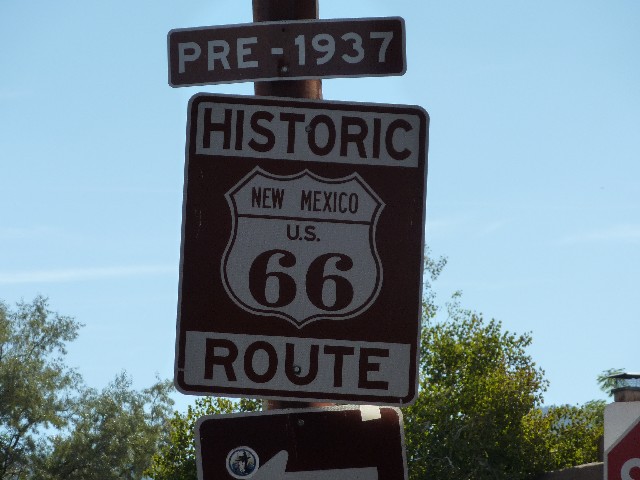 PRE - 1937
HISTORIC
NEW MEXICO
U.S.
66
ROUTE